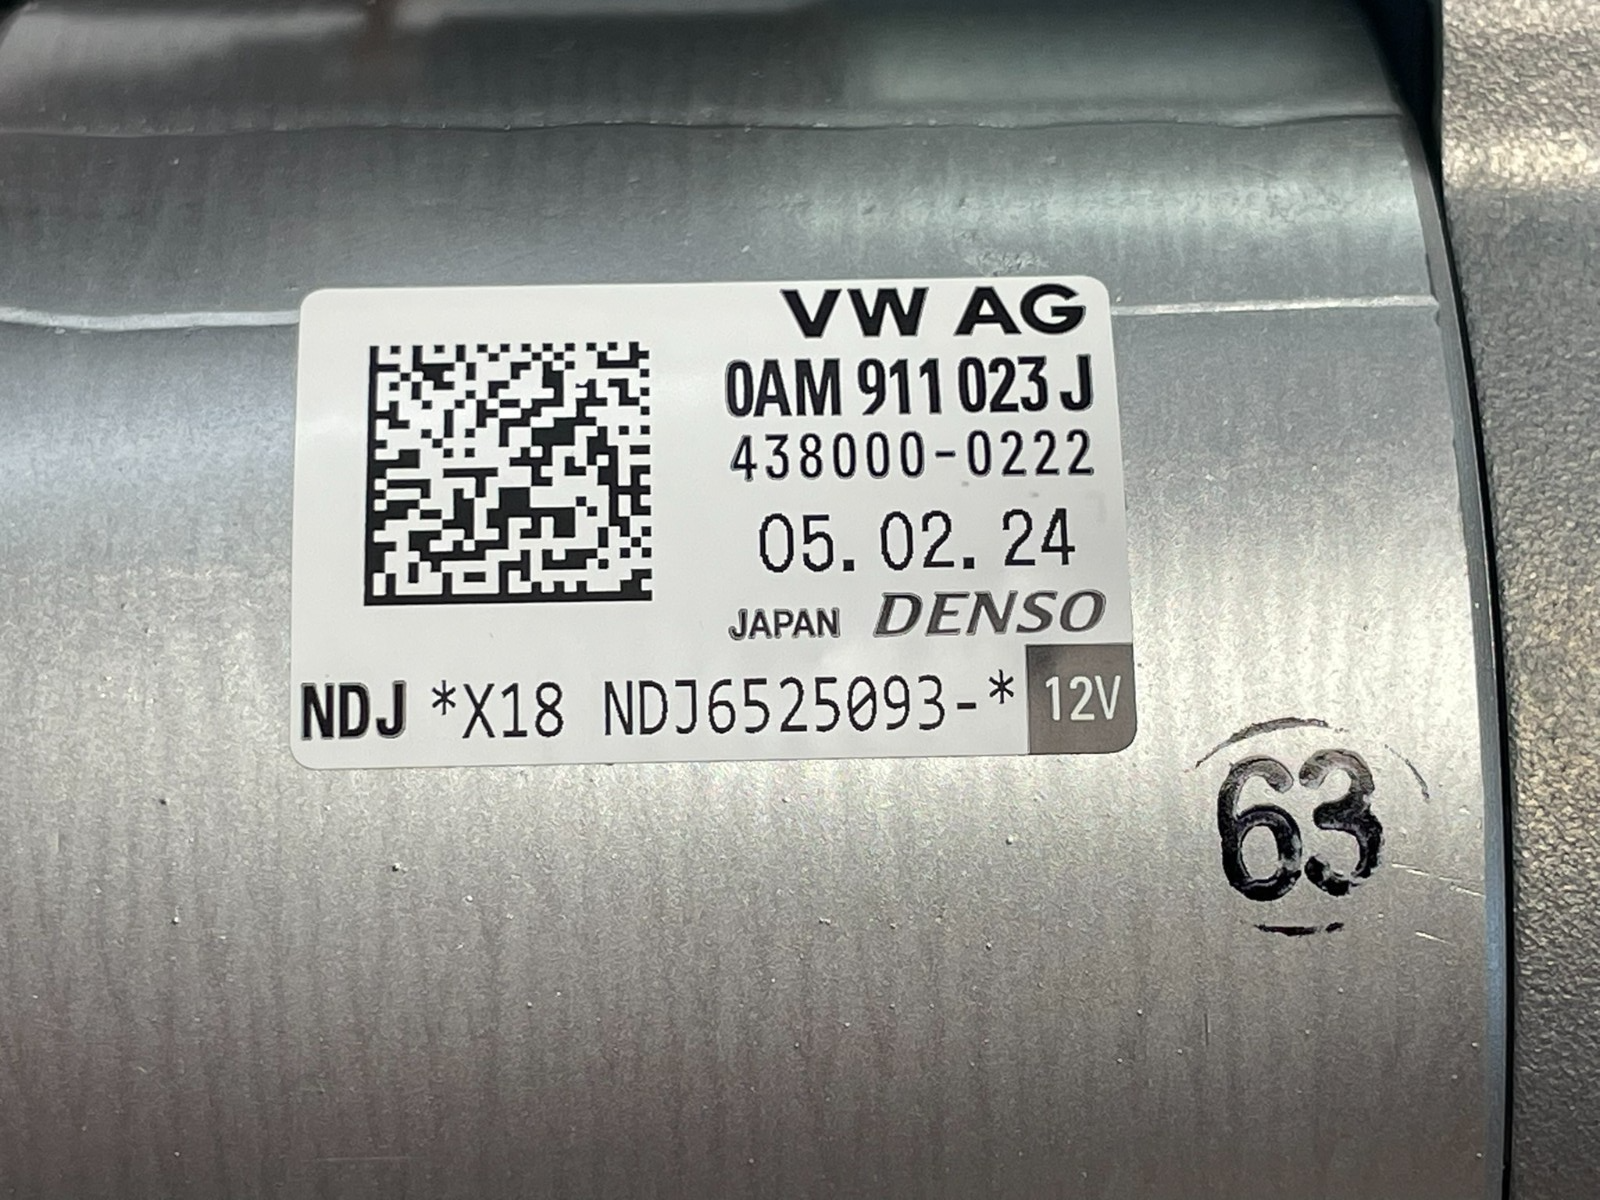 VW AG
0AM 911 023 J
438000-0222
05. 02. 24
JAPAN DENSO
NDJ *X18 NDJ6525093-* 12V
63